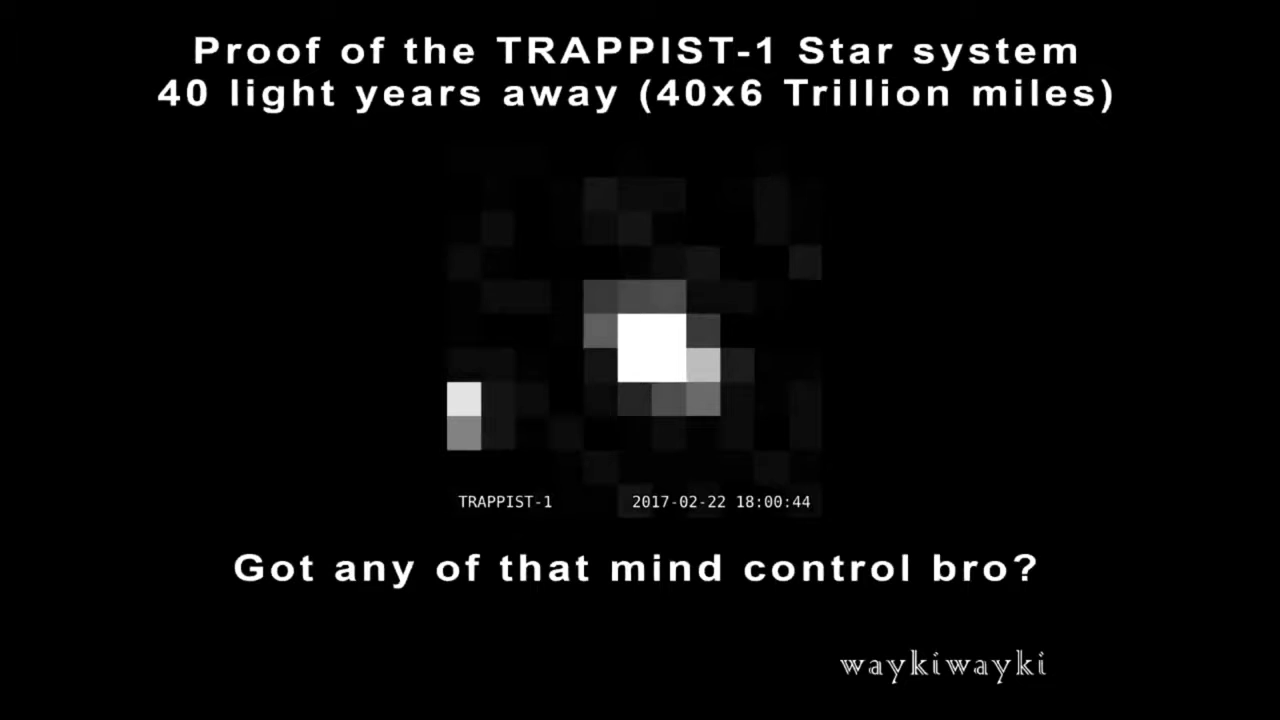 Proof of the TRAPPIST-1 Star system
40 light years away (40x6 Trillion miles)
TRAPPIST-1 2017-02-22 18:00:44
Got any of that mind control bro?
waykiwayki